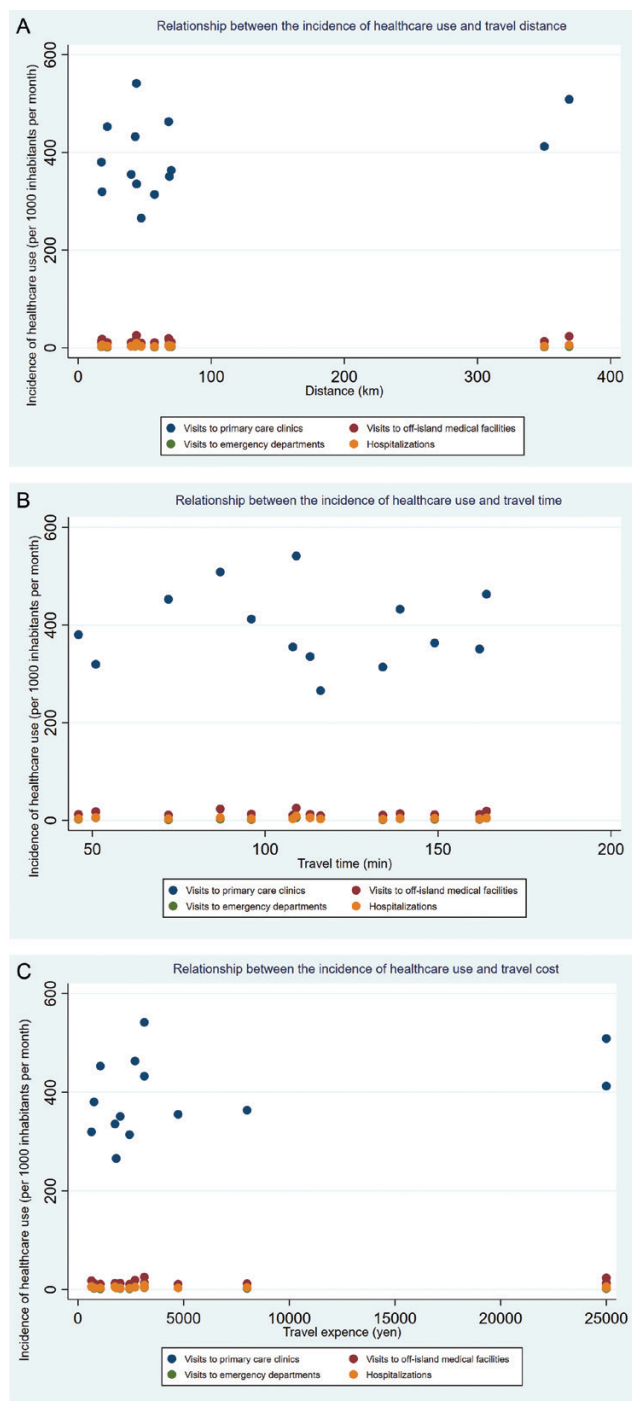 A
Relationship between the incidence of healthcare use and travel distance
Incidence of healthcare use (per 1000 inhabitants per month)
600
400
200
0
0 100 200 300 400
Distance (km)
Visits to primary care clinics Visits to off-island medical facilities
Visits to emergency departments Hospitalizations
B
Relationship between the incidence of healthcare use and travel time
Incidence of healthcare use (per 1000 inhabitants per month)
600
400
200
0
50 100 150 200
Travel time (min)
Visits to primary care clinics Visits to off-island medical facilities
Visits to emergency departments Hospitalizations
C
Relationship between the incidence of healthcare use and travel cost
Incidence of healthcare use (per 1000 inhabitants per month)
600
400
200
0
0 5000 10000 15000 20000 25000
Travel expence (yen)
Visits to primary care clinics Visits to off-island medical facilities
Visits to emergency departments Hospitalizations